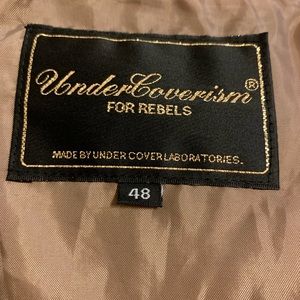 UnderCoverism®
FOR REBELS
MADE BY UNDER COVER LABORATORIES.
48